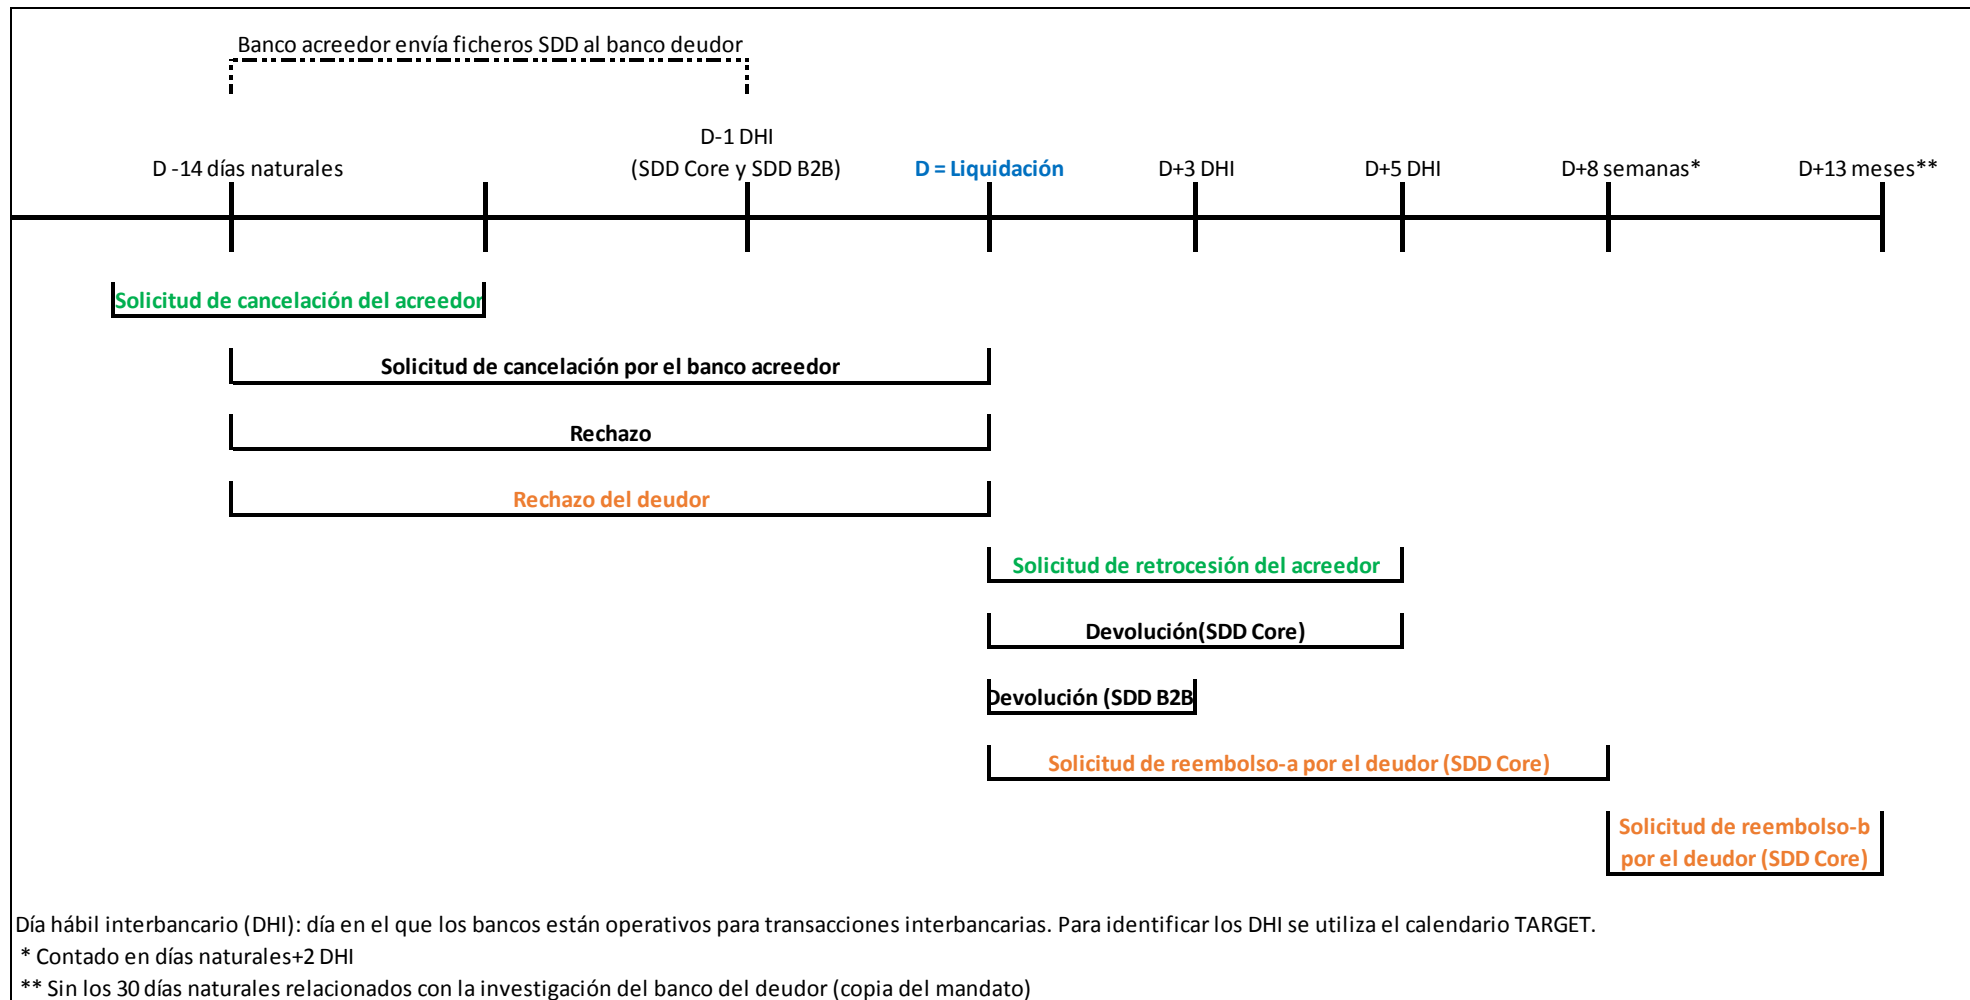 Banco acreedor envía ficheros SDD al banco deudor
D-1 DHI
D -14 días naturales
(SDD Core y SDD B2B)
D = Liquidación
D+3 DHI
D+5 DHI
D+8 semanas*
D+13 meses**
Solicitud de cancelación del acreedor
Solicitud de cancelación por el banco acreedor
Rechazo
Rechazo del deudor
Solicitud de retrocesión del acreedor
Devolución(SDD Core)
Devolución (SDD B2B
Solicitud de reembolso-a por el deudor (SDD Core)
Solicitud de reembolso-b
por el deudor (SDD Core)
Día hábil interbancario (DHI): día en el que los bancos están operativos para transacciones interbancarias. Para identificar los DHI se utiliza el calendario TARGET.
* Contado en días naturales+2 DHI
** Sin los 30 días naturales relacionados con la investigación del banco del deudor (copia del mandato)